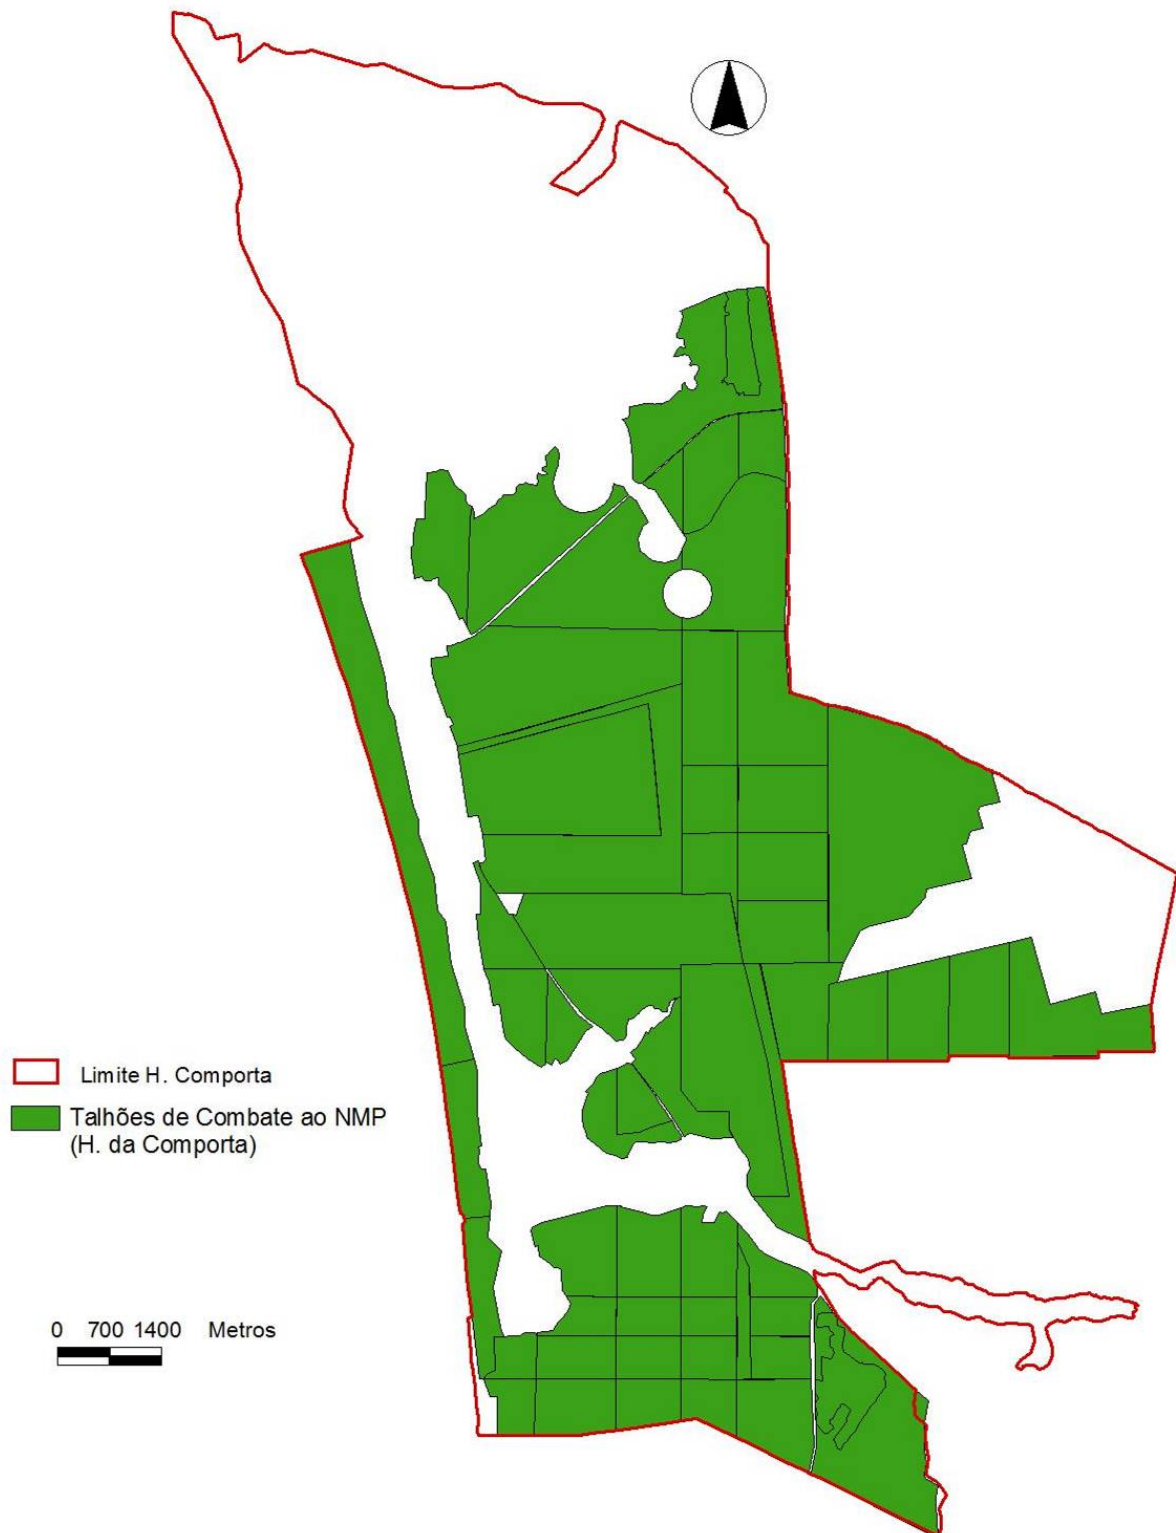 Limite H. Comporta
Talhões de Combate ao NMP
(H. da Comporta)
0 700 1400 Metros